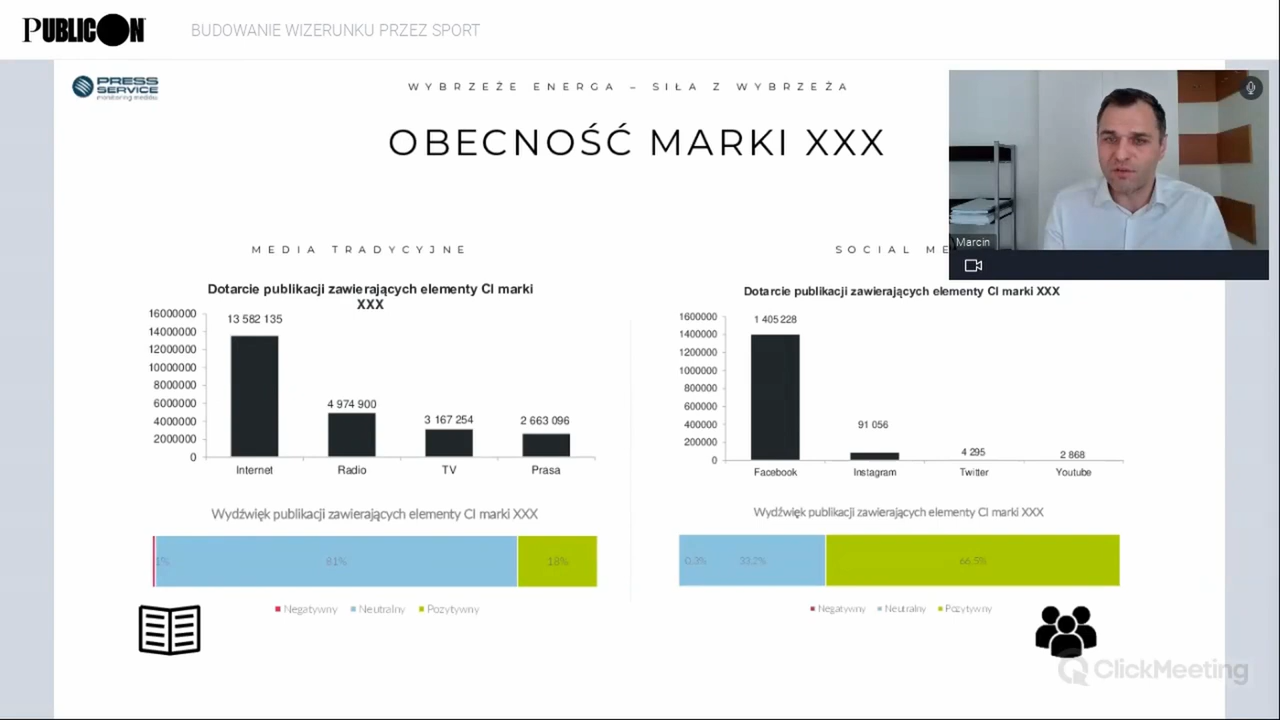 PUBLICON
BUDOWANIE WIZERUNKU PRZEZ SPORT
PRESS
SERVICE
monitoring mediów
WYBRZEŻE ENERGA – SIŁA Z WYBRZEŻA
OBECNOŚĆ MARKI XXX
Marcin
MEDIA TRADYCYJNE
Dotarcie publikacji zawierających elementy CI marki
XXX
16000000
14000000
12000000
10000000
8000000
6000000
4000000
2000000
0
13 582 135
4 974 900
3 167 254
2 663 096
Internet
Radio
TV
Prasa
Wydźwięk publikacji zawierających elementy CI marki XXX
1%
81%
18%
Negatywny
Neutralny
Pozytywny
SOCIAL ME
Dotarcie publikacji zawierających elementy CI marki XXX
1600000
1400000
1200000
1000000
800000
600000
400000
200000
0
1 405 228
91 056
4 295
2 868
Facebook
Instagram
Twitter
Youtube
Wydźwięk publikacji zawierających elementy CI marki XXX
0,3%
33,2%
66,5%
Negatywny
Neutralny
Pozytywny
ClickMeeting